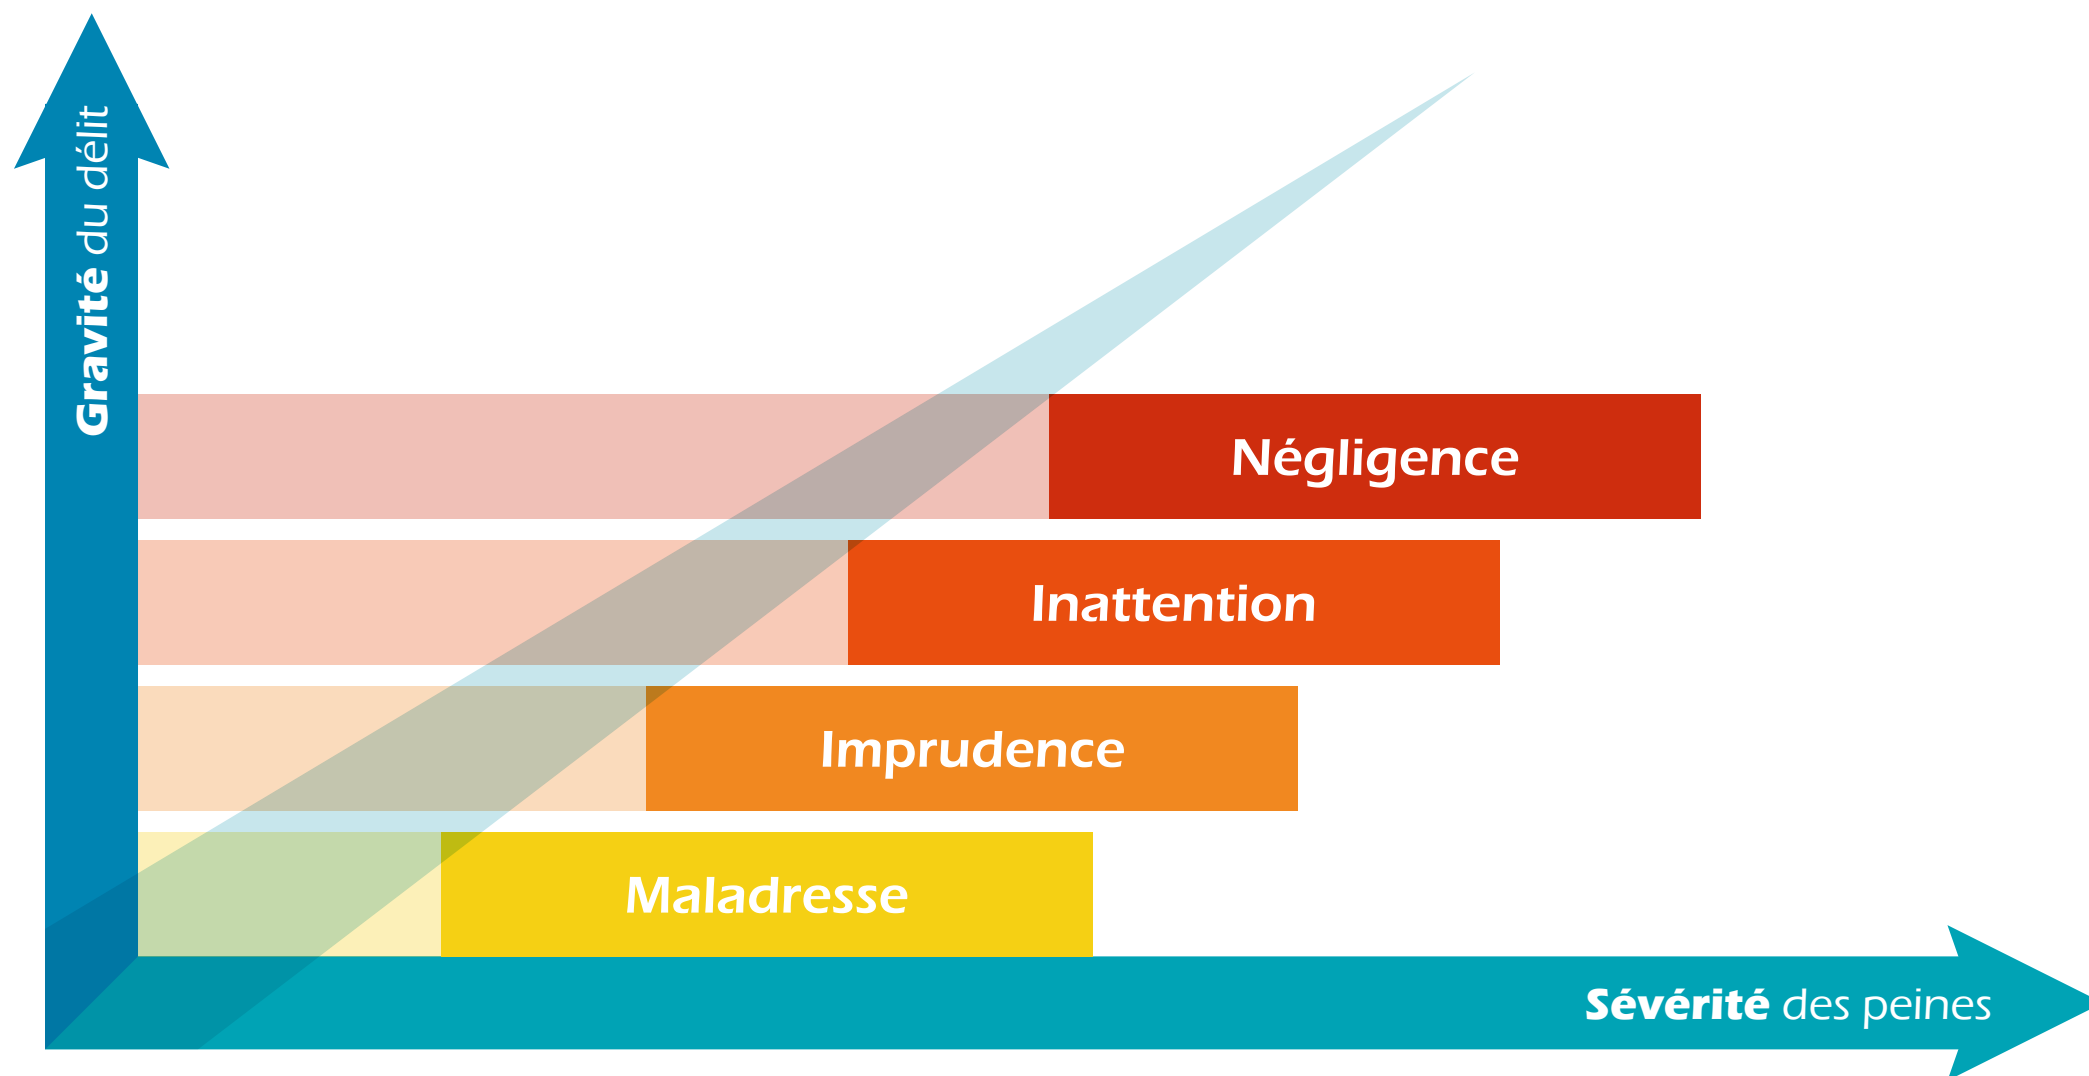 Gravité du délit
Négligence
Inattention
Imprudence
Maladresse
Sévérité des peines